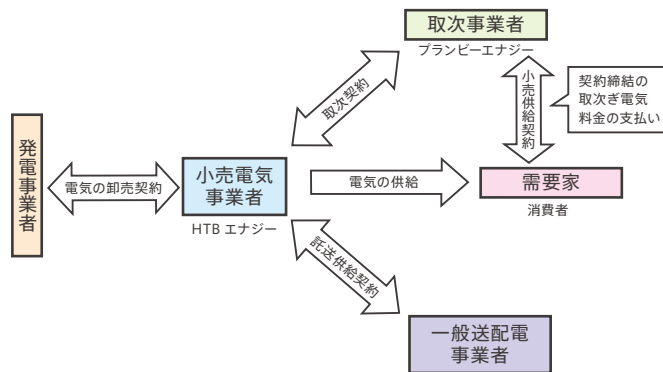 取次事業者
プランビーエナジー
取次契約
小売供給契約
契約締結の
取次ぎ電気
料金の支払い
発電事業者
電気の卸売契約
小売電気
事業者
HTB エナジー
電気の供給
需要家
消費者
託送供給契約
一般送配電
事業者